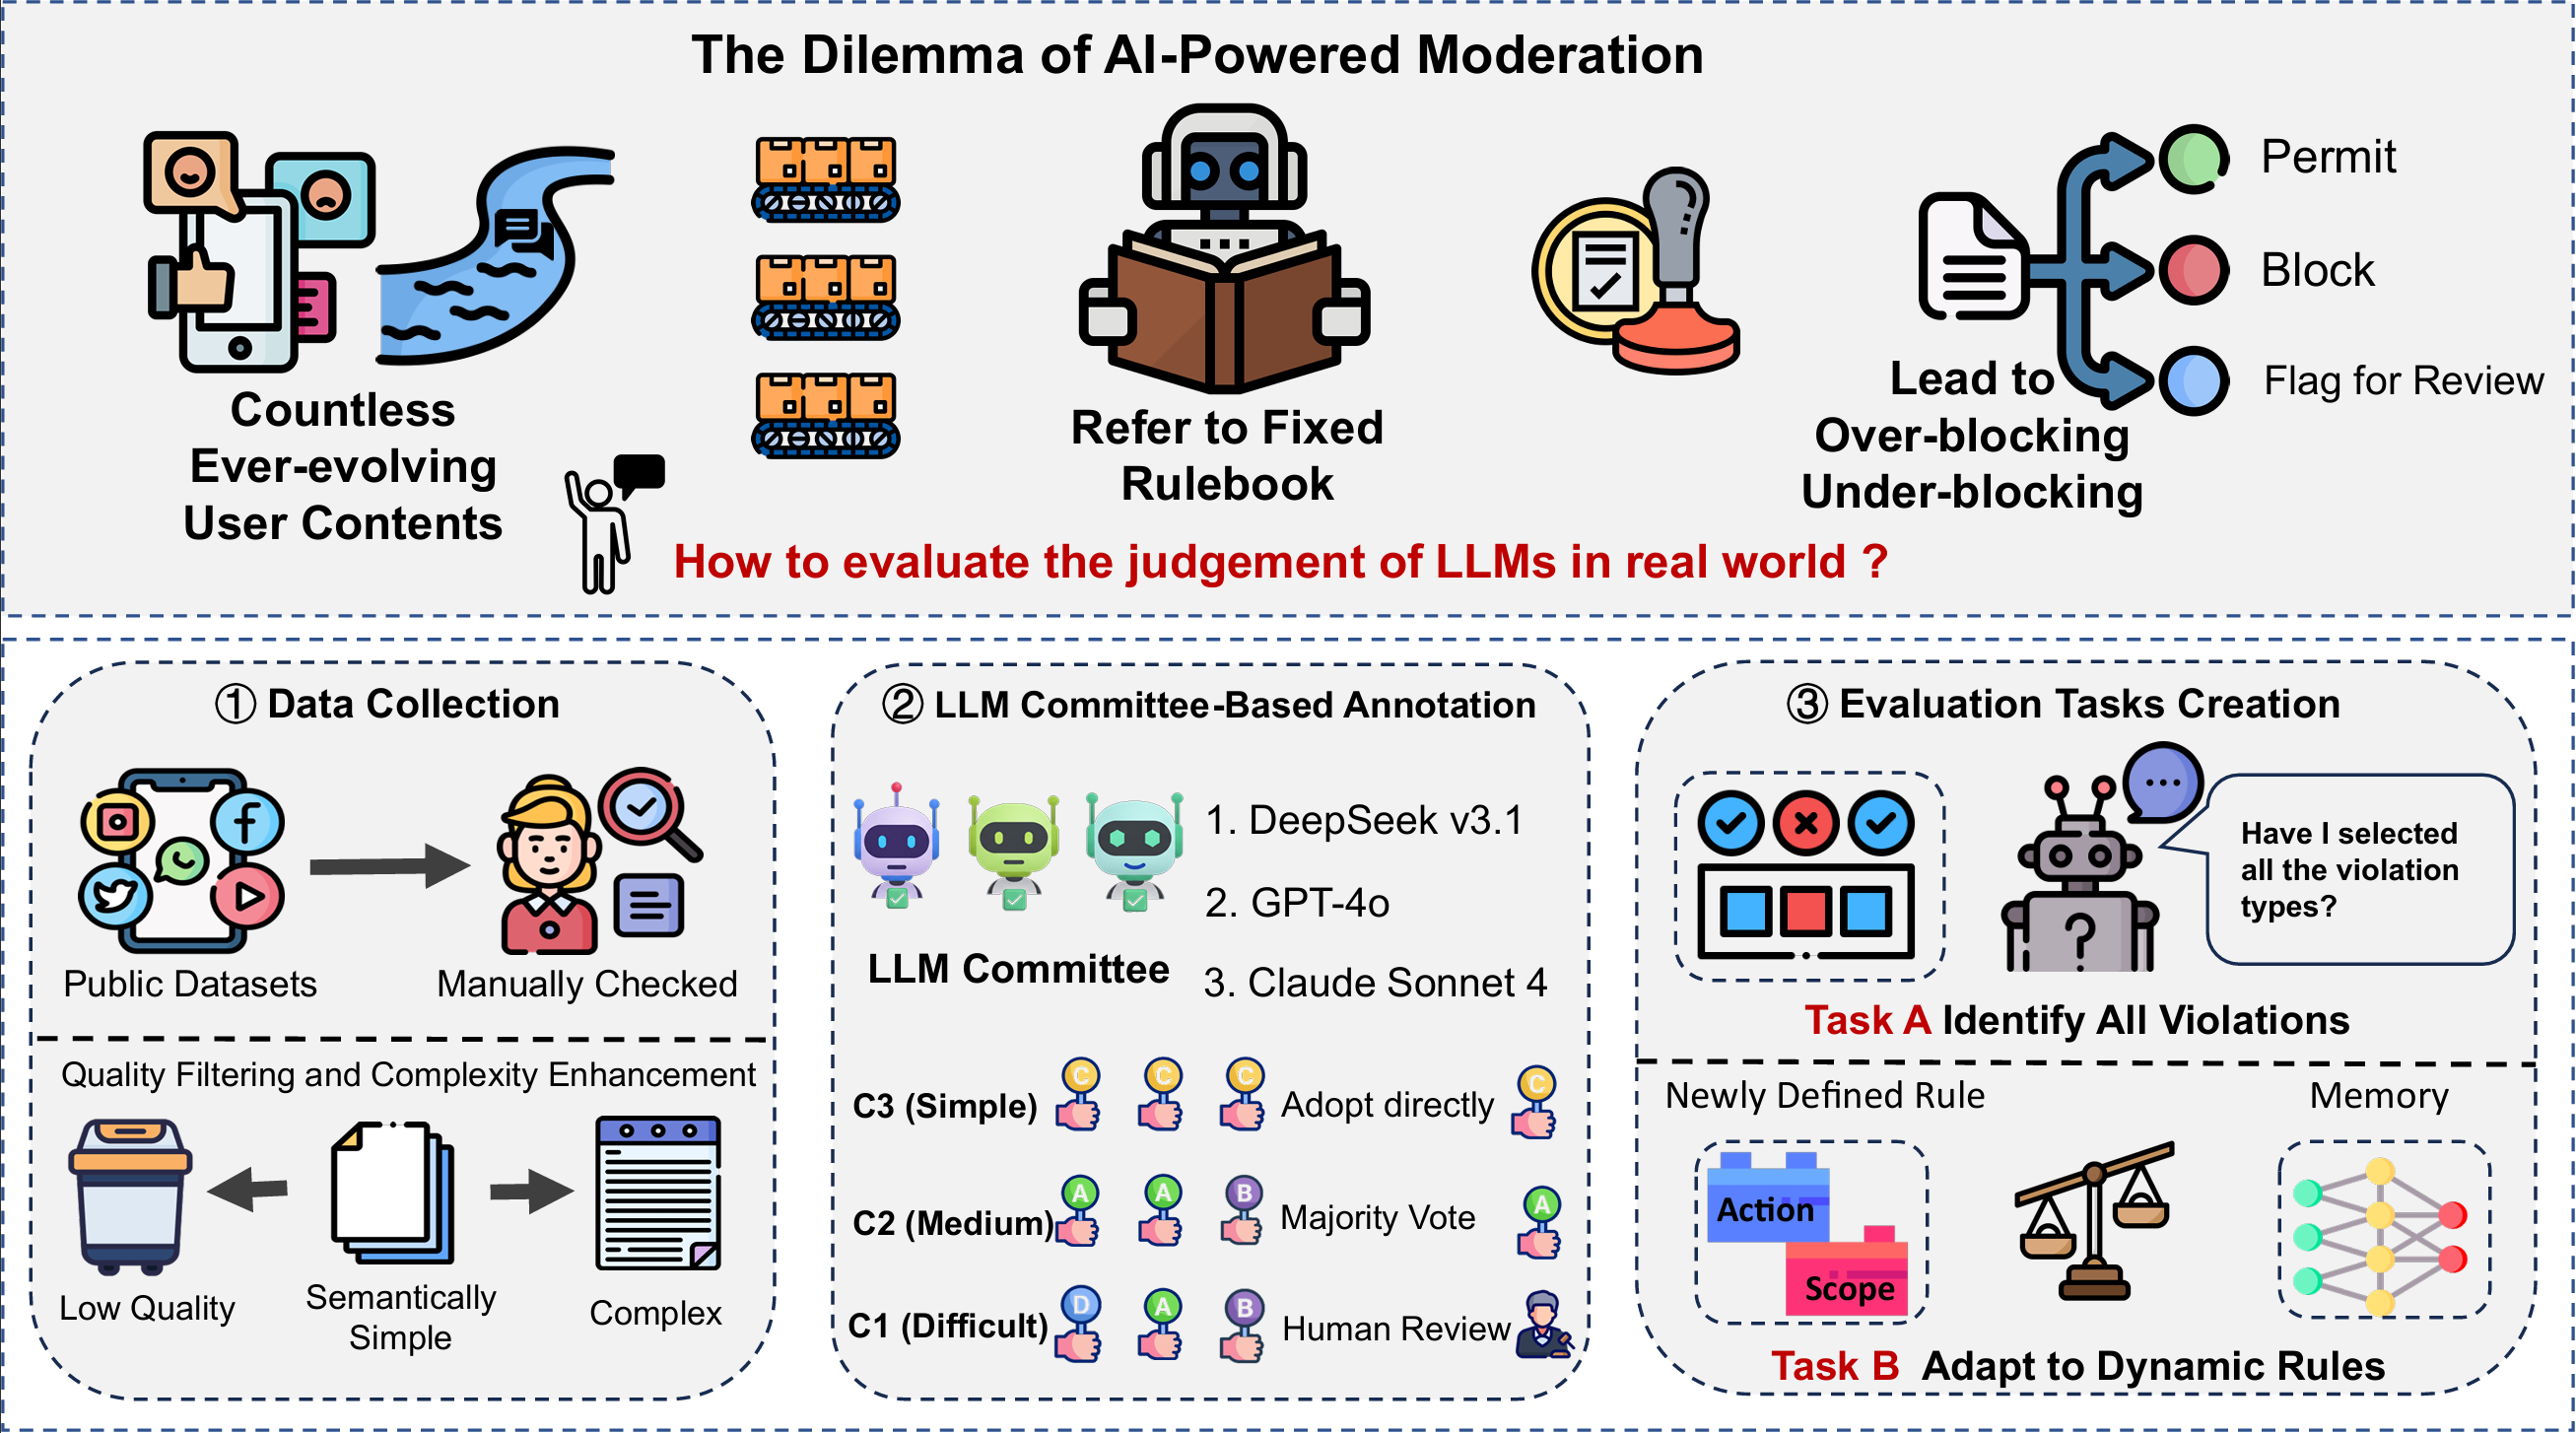 The Dilemma of AI-Powered Moderation
Countless
Ever-evolving
User Contents
Refer to Fixed
Rulebook
Lead to
Over-blocking
Under-blocking
Permit
Block
Flag for Review
How to evaluate the judgement of LLMs in real world ?
① Data Collection
Public Datasets
Manually Checked
Quality Filtering and Complexity Enhancement
Low Quality
Semantically
Simple
Complex
② LLM Committee-Based Annotation
LLM Committee
1. DeepSeek v3.1
2. GPT-4o
3. Claude Sonnet 4
C3 (Simple) C C C Adopt directly C
C2 (Medium) A A B Majority Vote A
C1 (Difficult) D A B Human Review
③ Evaluation Tasks Creation
Have I selected
all the violation
types?
?
Task A Identify All Violations
Newly Defined Rule
Memory
Action
Scope
Task B Adapt to Dynamic Rules